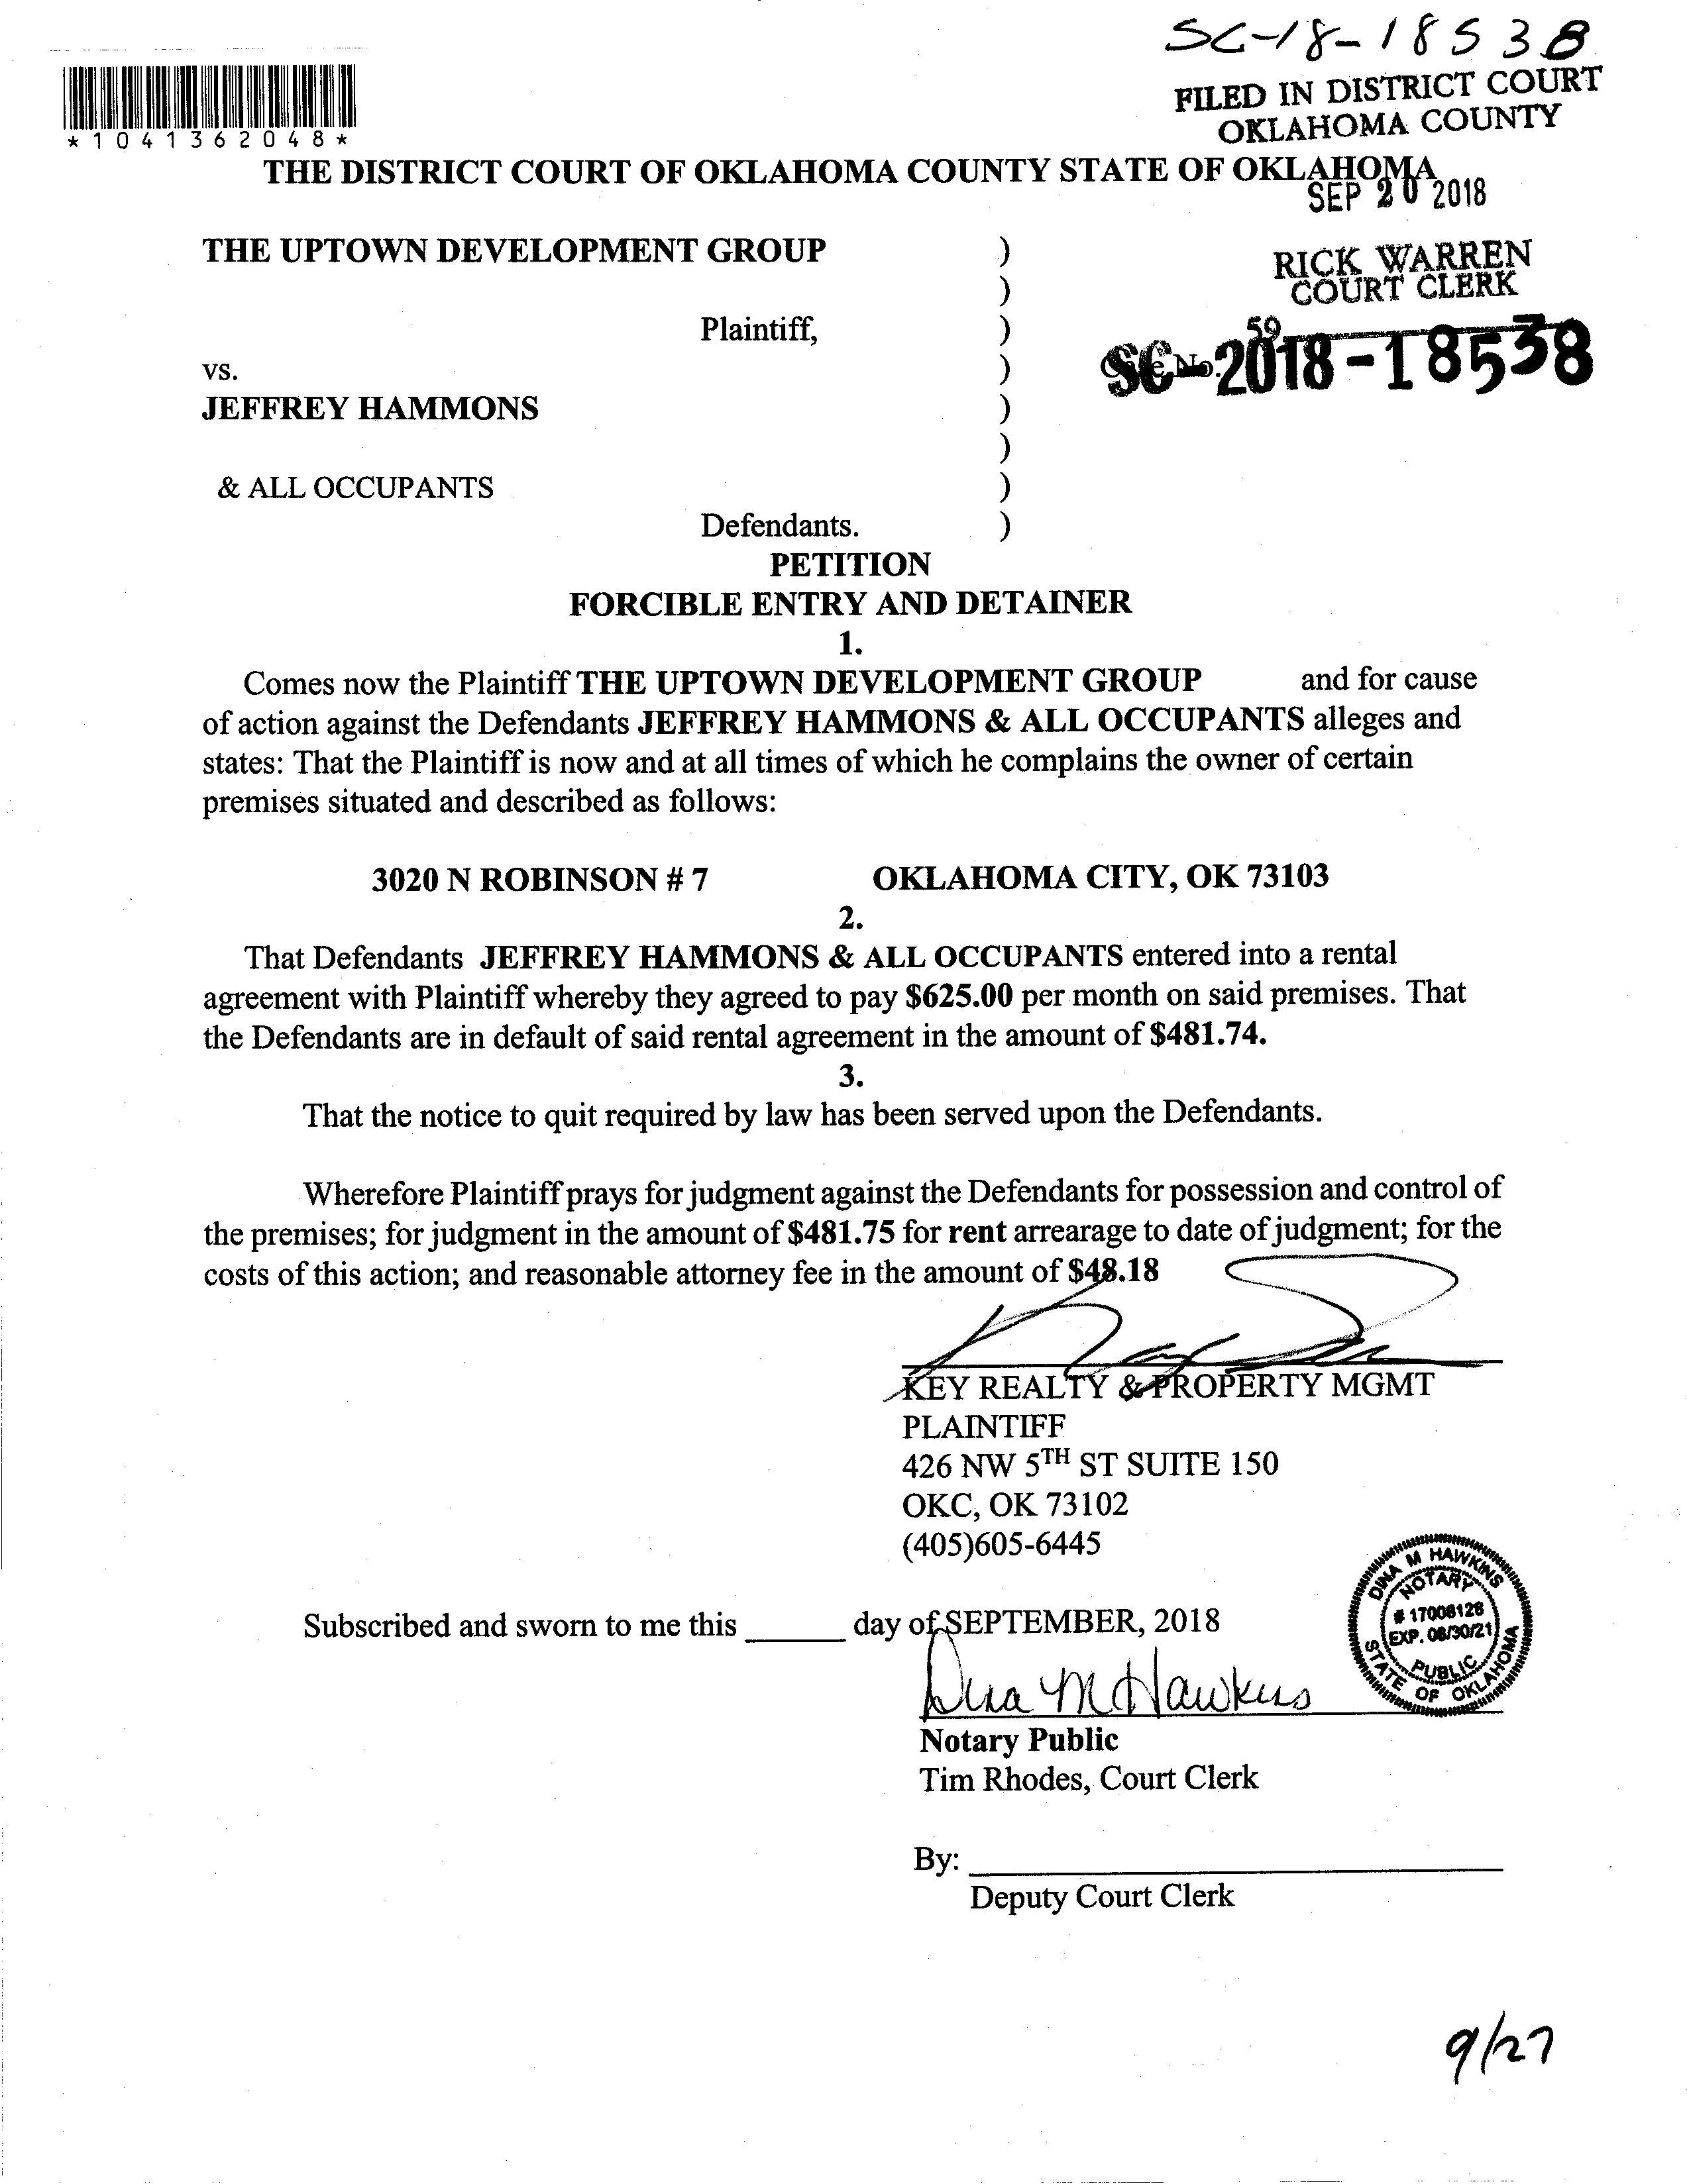 SC-18-18538
FILED IN DISTRICT COURT
OKLAHOMA COUNTY
*1041362048*
THE DISTRICT COURT OF OKLAHOMA COUNTY STATE OF OKLAHOMA
SEP 20 2018
THE UPTOWN DEVELOPMENT GROUP )
RICK WARREN
COURT CLERK
)
Plaintiff, )
59
vs. )
SC-2018-18538
JEFFREY HAMMONS )
)
& ALL OCCUPANTS )
Defendants. )
PETITION
FORCIBLE ENTRY AND DETAINER
1.
Comes now the Plaintiff THE UPTOWN DEVELOPMENT GROUP and for cause
of action against the Defendants JEFFREY HAMMONS & ALL OCCUPANTS alleges and
states: That the Plaintiff is now and at all times of which he complains the owner of certain
premises situated and described as follows:
3020 N ROBINSON # 7 OKLAHOMA CITY, OK 73103
2.
That Defendants JEFFREY HAMMONS & ALL OCCUPANTS entered into a rental
agreement with Plaintiff whereby they agreed to pay $625.00 per month on said premises. That
the Defendants are in default of said rental agreement in the amount of $481.74.
3.
That the notice to quit required by law has been served upon the Defendants.
Wherefore Plaintiff prays for judgment against the Defendants for possession and control of
the premises; for judgment in the amount of $481.75 for rent arrearage to date of judgment; for the
costs of this action; and reasonable attorney fee in the amount of $48.18
KEY REALTY & PROPERTY MGMT
PLAINTIFF
426 NW 5TH ST SUITE 150
OKC, OK 73102
(405)605-6445
DINA M HAWKINS
NOTARY
# 17008126
EXP. 08/30/21
PUBLIC
STATE OF OKLAHOMA
Subscribed and sworn to me this ______ day of SEPTEMBER, 2018
Dina M Hawkins
Notary Public
Tim Rhodes, Court Clerk
By: ______
Deputy Court Clerk
9/27